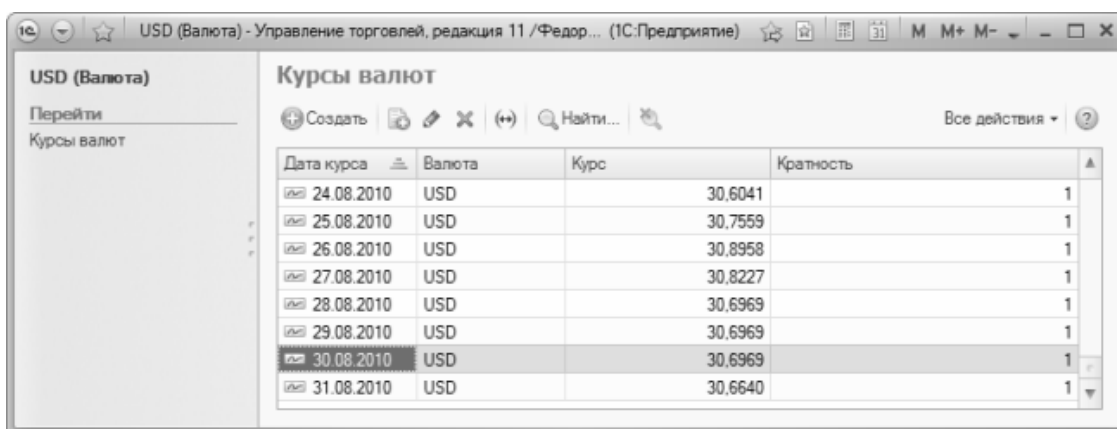 1С USD (Валюта) - Управление торговлей, редакция 11 /Федор... (1С:Предприятие) 31 M M+ M-
USD (Валюта)
Перейти
Курсы валют
Курсы валют
Создать Найти... Все действия ?
Дата курса Валюта Курс Кратность
24.08.2010 USD 30,6041 1
25.08.2010 USD 30,7559 1
26.08.2010 USD 30,8958 1
27.08.2010 USD 30,8227 1
28.08.2010 USD 30,6969 1
29.08.2010 USD 30,6969 1
30.08.2010 USD 30,6969 1
31.08.2010 USD 30,6640 1